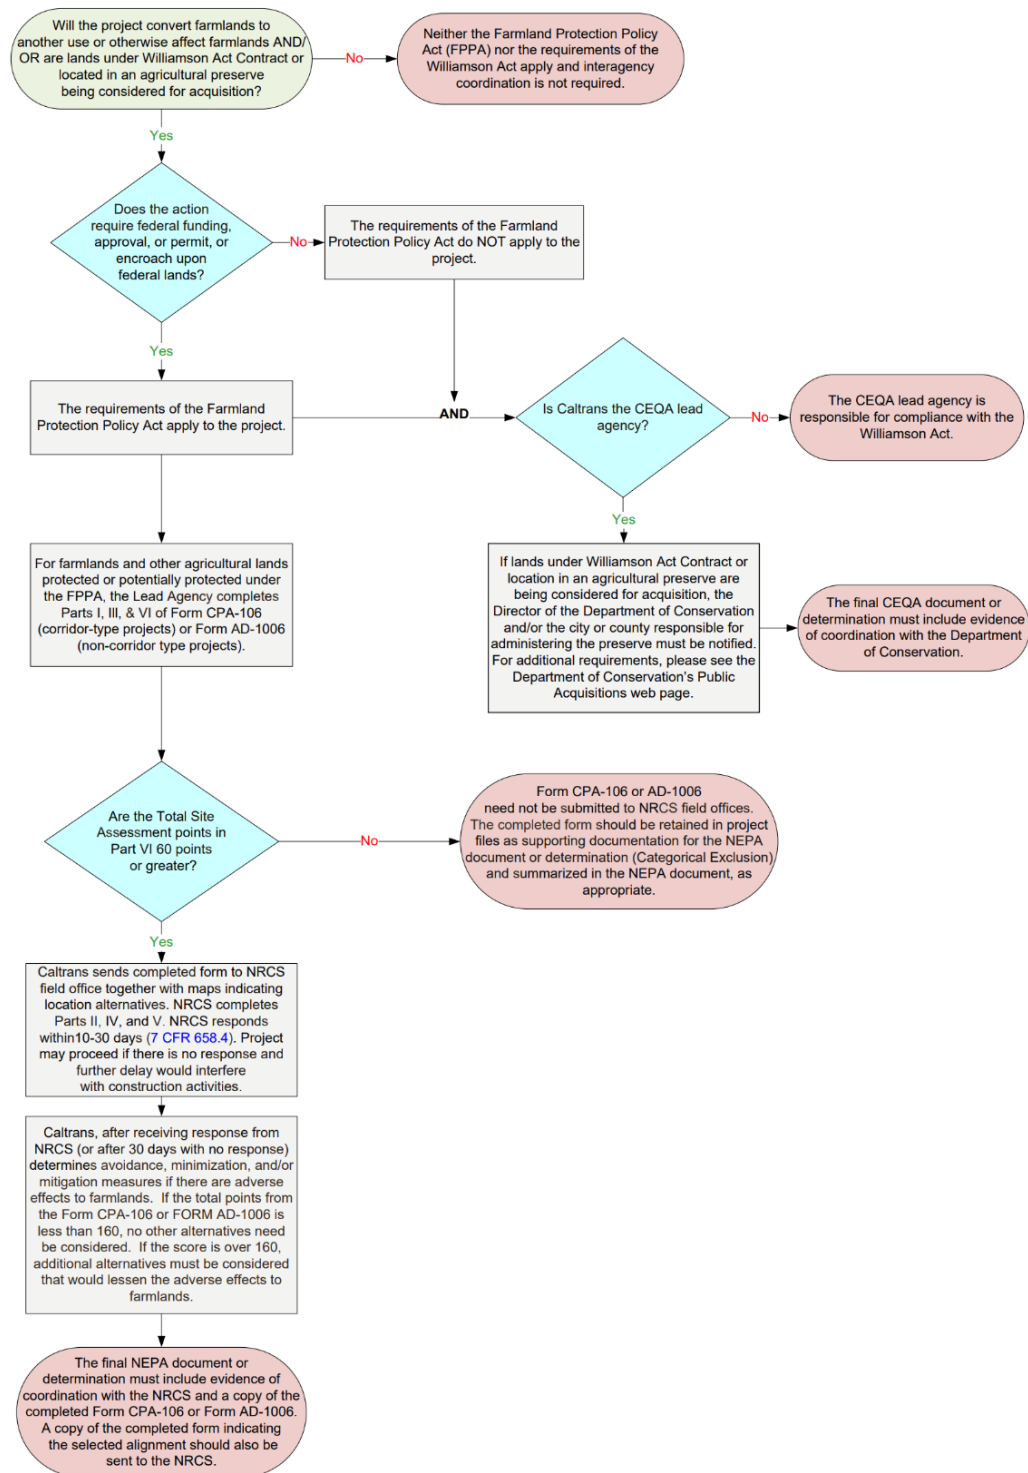 Will the project convert farmlands to
another use or otherwise affect farmlands AND/
OR are lands under Williamson Act Contract or
located in an agricultural preserve
being considered for acquisition?
No
Neither the Farmland Protection Policy
Act (FPPA) nor the requirements of the
Williamson Act apply and interagency
coordination is not required.
Yes
Does the action
require federal funding,
approval, or permit, or
encroach upon
federal lands?
No
The requirements of the Farmland
Protection Policy Act do NOT apply to the
project.
Yes
The requirements of the Farmland
Protection Policy Act apply to the project.
AND
Is Caltrans the CEQA lead
agency?
No
The CEQA lead agency is
responsible for compliance with the
Williamson Act.
Yes
For farmlands and other agricultural lands
protected or potentially protected under
the FPPA, the Lead Agency completes
Parts I, III, & VI of Form CPA-106
(corridor-type projects) or Form AD-1006
(non-corridor type projects).
If lands under Williamson Act Contract or
location in an agricultural preserve are
being considered for acquisition, the
Director of the Department of Conservation
and/or the city or county responsible for
administering the preserve must be notified.
For additional requirements, please see the
Department of Conservation's Public
Acquisitions web page.
The final CEQA document or
determination must include evidence
of coordination with the Department
of Conservation.
Are the Total Site
Assessment points in
Part VI 60 points
or greater?
No
Form CPA-106 or AD-1006
need not be submitted to NRCS field offices.
The completed form should be retained in project
files as supporting documentation for the NEPA
document or determination (Categorical Exclusion)
and summarized in the NEPA document, as
appropriate.
Yes
Caltrans sends completed form to NRCS
field office together with maps indicating
location alternatives. NRCS completes
Parts II, IV, and V. NRCS responds
within10-30 days (7 CFR 658.4). Project
may proceed if there is no response and
further delay would interfere
with construction activities.
Caltrans, after receiving response from
NRCS (or after 30 days with no response)
determines avoidance, minimization, and/or
mitigation measures if there are adverse
effects to farmlands. If the total points from
the Form CPA-106 or FORM AD-1006 is
less than 160, no other alternatives need
be considered. If the score is over 160,
additional alternatives must be considered
that would lessen the adverse effects to
farmlands.
The final NEPA document or
determination must include evidence of
coordination with the NRCS and a copy of the
completed Form CPA-106 or Form AD-1006.
A copy of the completed form indicating
the selected alignment should also be
sent to the NRCS.